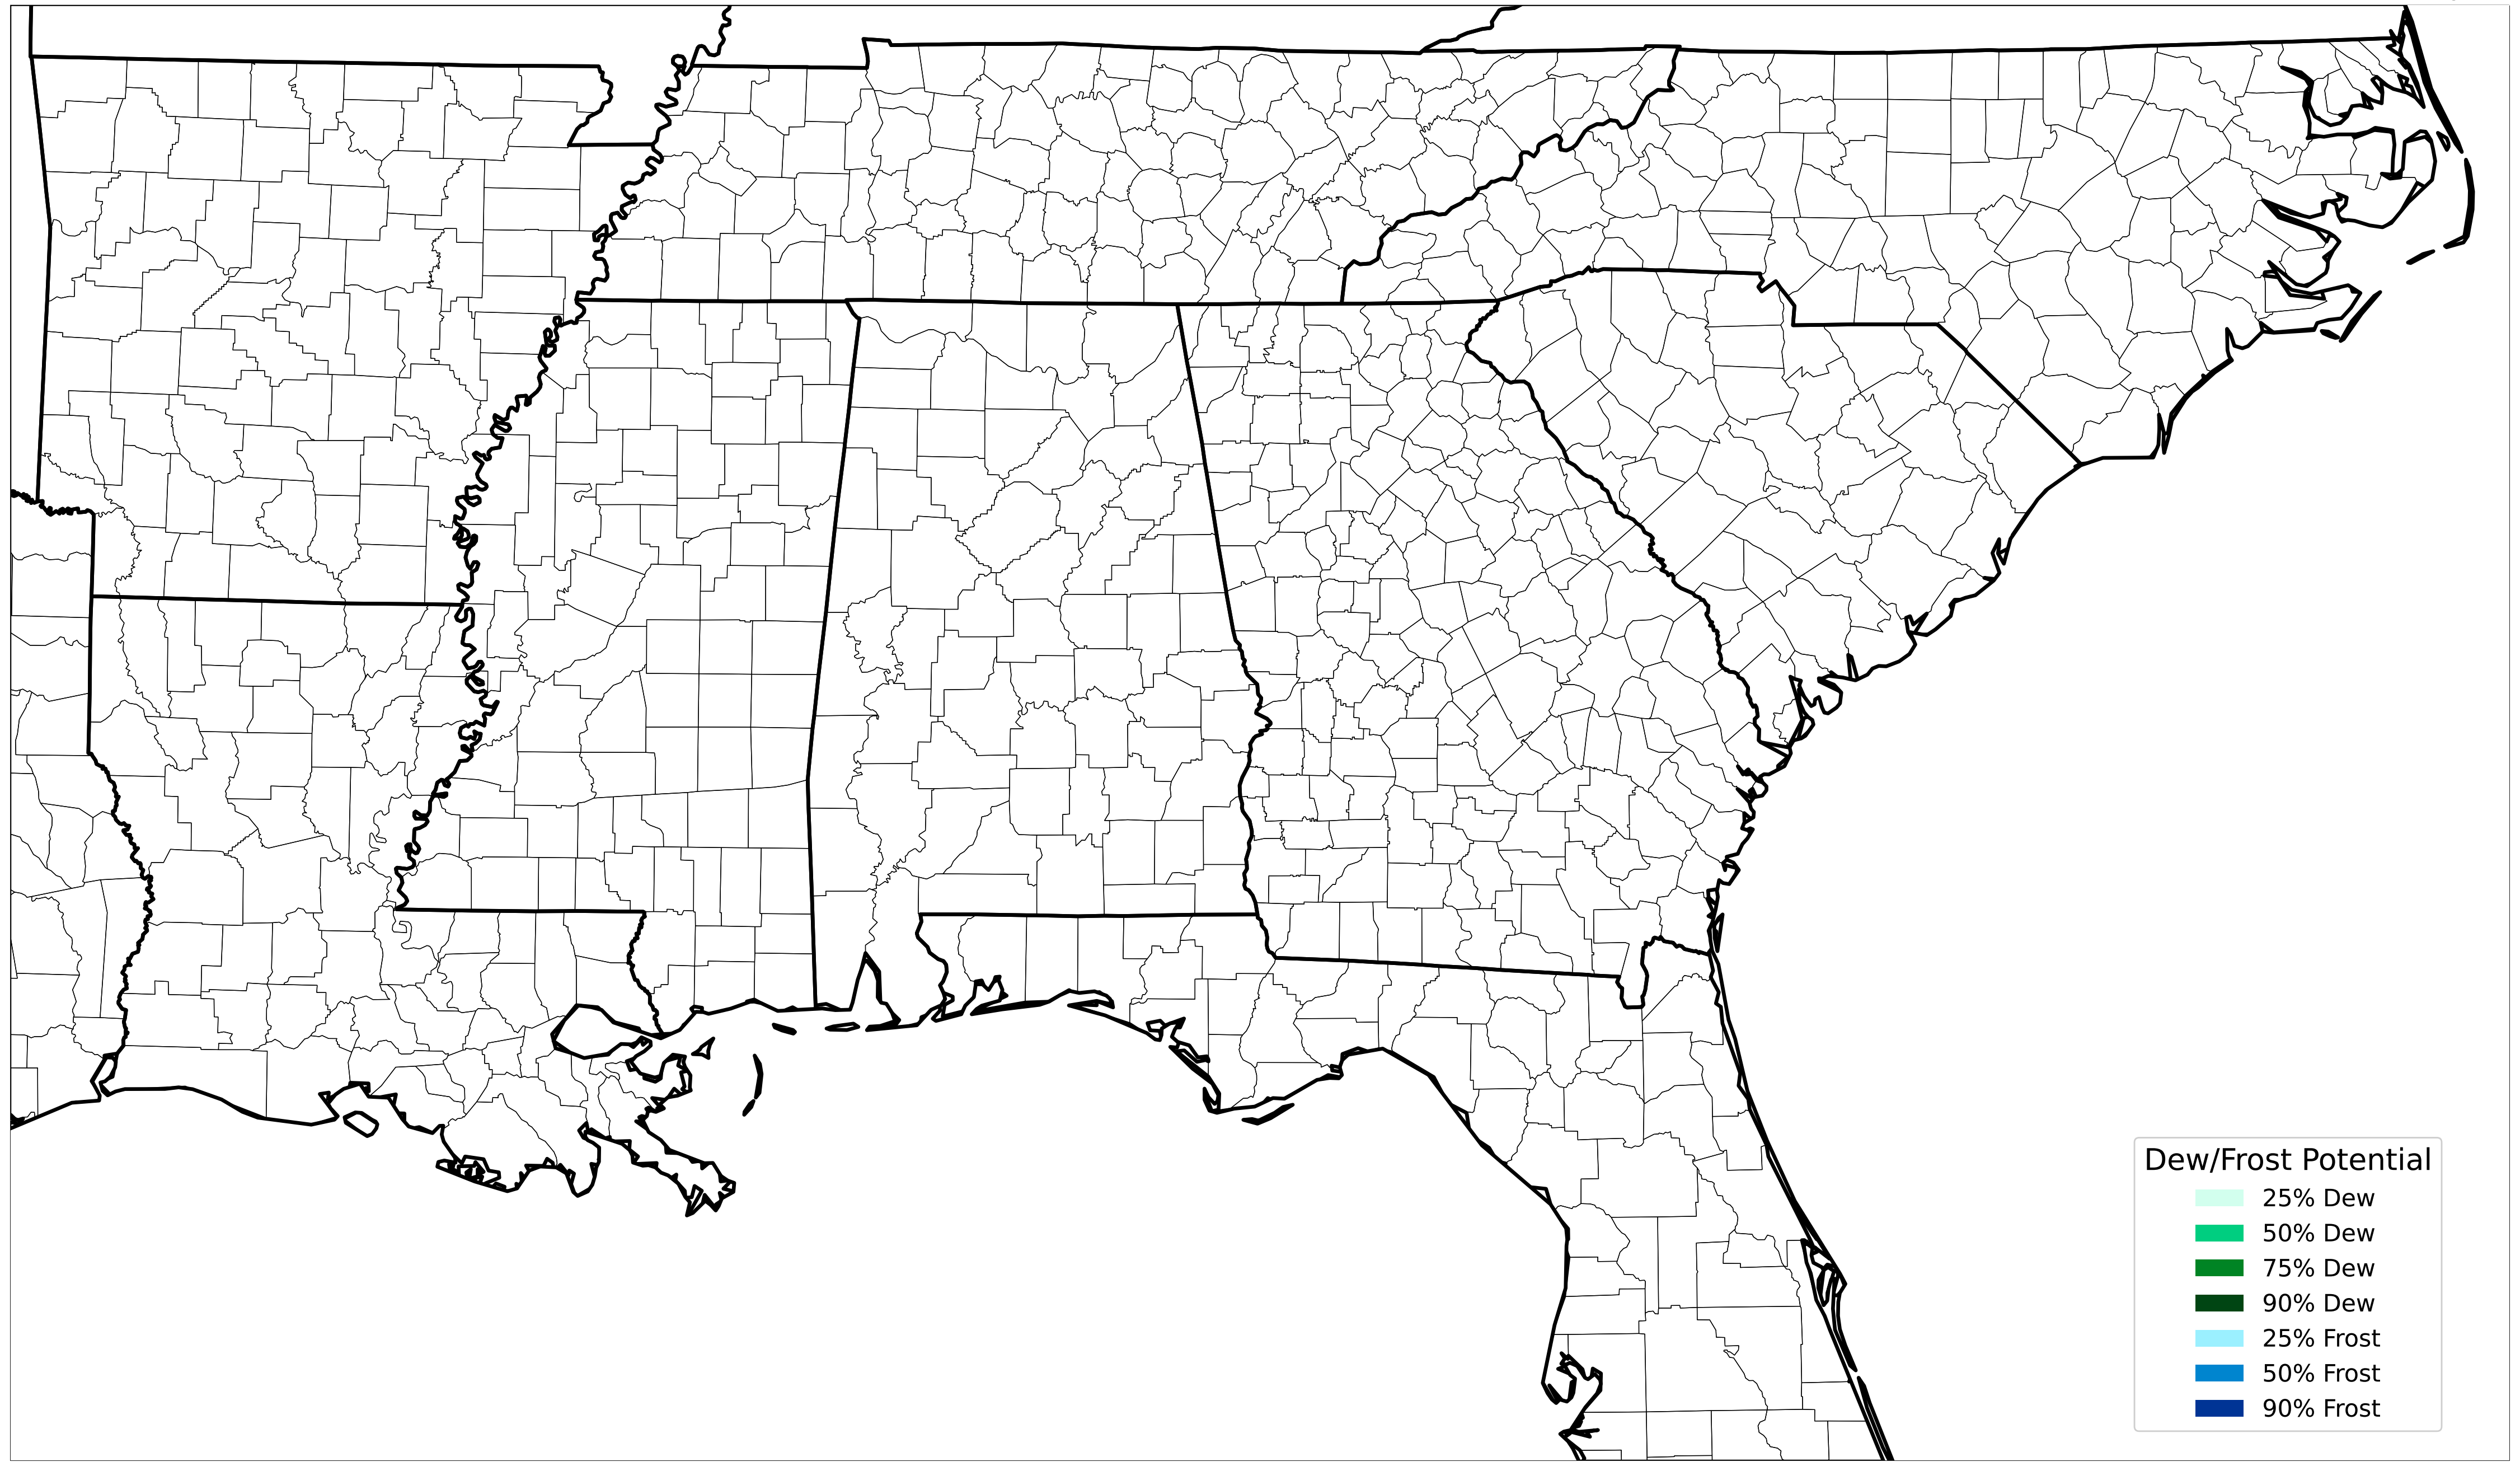 Dew/Frost Potential
25% Dew
50% Dew
75% Dew
90% Dew
25% Frost
50% Frost
90% Frost